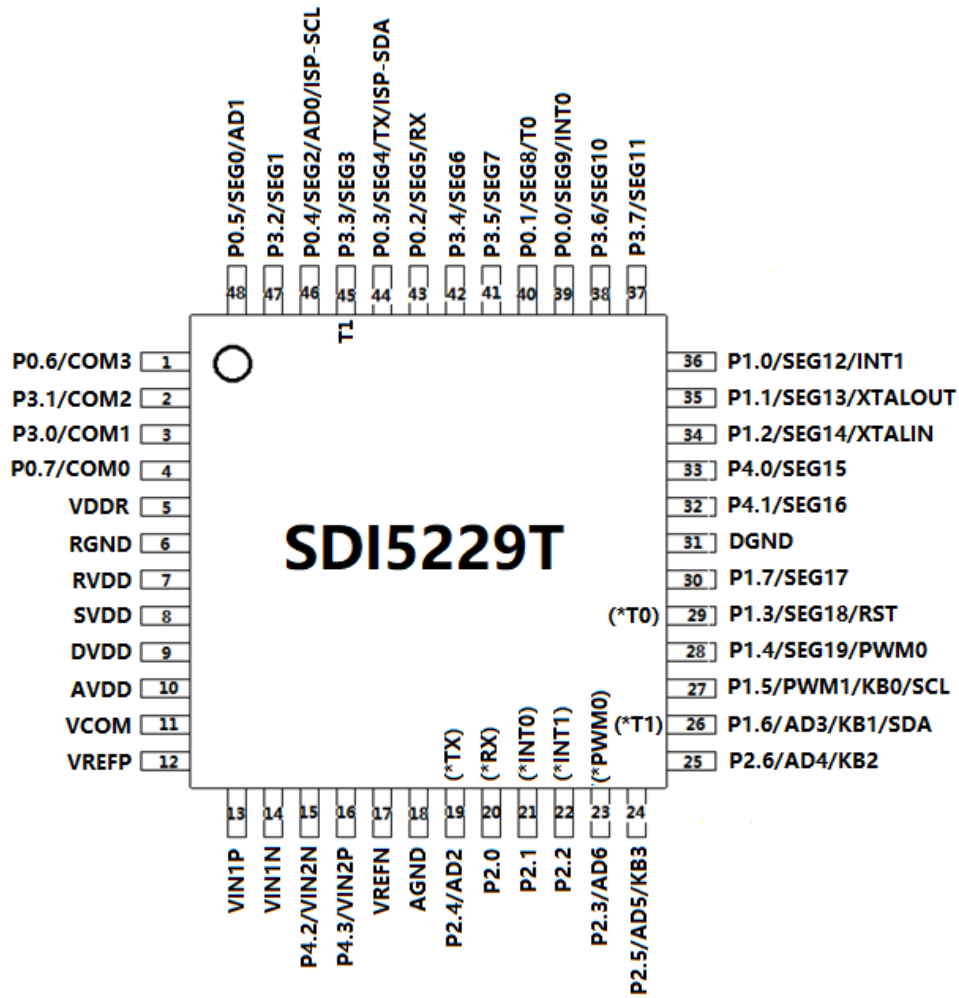 P0.5/SEG0/AD1
P3.2/SEG1
P0.4/SEG2/AD0/ISP-SCL
P3.3/SEG3
P0.3/SEG4/TX/ISP-SDA
P0.2/SEG5/RX
P3.4/SEG6
P3.5/SEG7
P0.1/SEG8/T0
P0.0/SEG9/INT0
P3.6/SEG10
P3.7/SEG11
48 47 46 45 44 43 42 41 40 39 38 37
T1
P0.6/COM3 1
P3.1/COM2 2
P3.0/COM1 3
P0.7/COM0 4
VDDR 5
RGND 6
RVDD 7
SVDD 8
DVDD 9
AVDD 10
VCOM 11
VREFP 12
SDI5229T
36 P1.0/SEG12/INT1
35 P1.1/SEG13/XTALOUT
34 P1.2/SEG14/XTALIN
33 P4.0/SEG15
32 P4.1/SEG16
31 DGND
30 P1.7/SEG17
(*T0) 29 P1.3/SEG18/RST
28 P1.4/SEG19/PWM0
27 P1.5/PWM1/KB0/SCL
(*T1) 26 P1.6/AD3/KB1/SDA
25 P2.6/AD4/KB2
(*TX)
(*RX)
(*INT0)
(*INT1)
(*PWM0)
13 14 15 16 17 18 19 20 21 22 23 24
VIN1P
VIN1N
P4.2/VIN2N
P4.3/VIN2P
VREFN
AGND
P2.4/AD2
P2.0
P2.1
P2.2
P2.3/AD6
P2.5/AD5/KB3